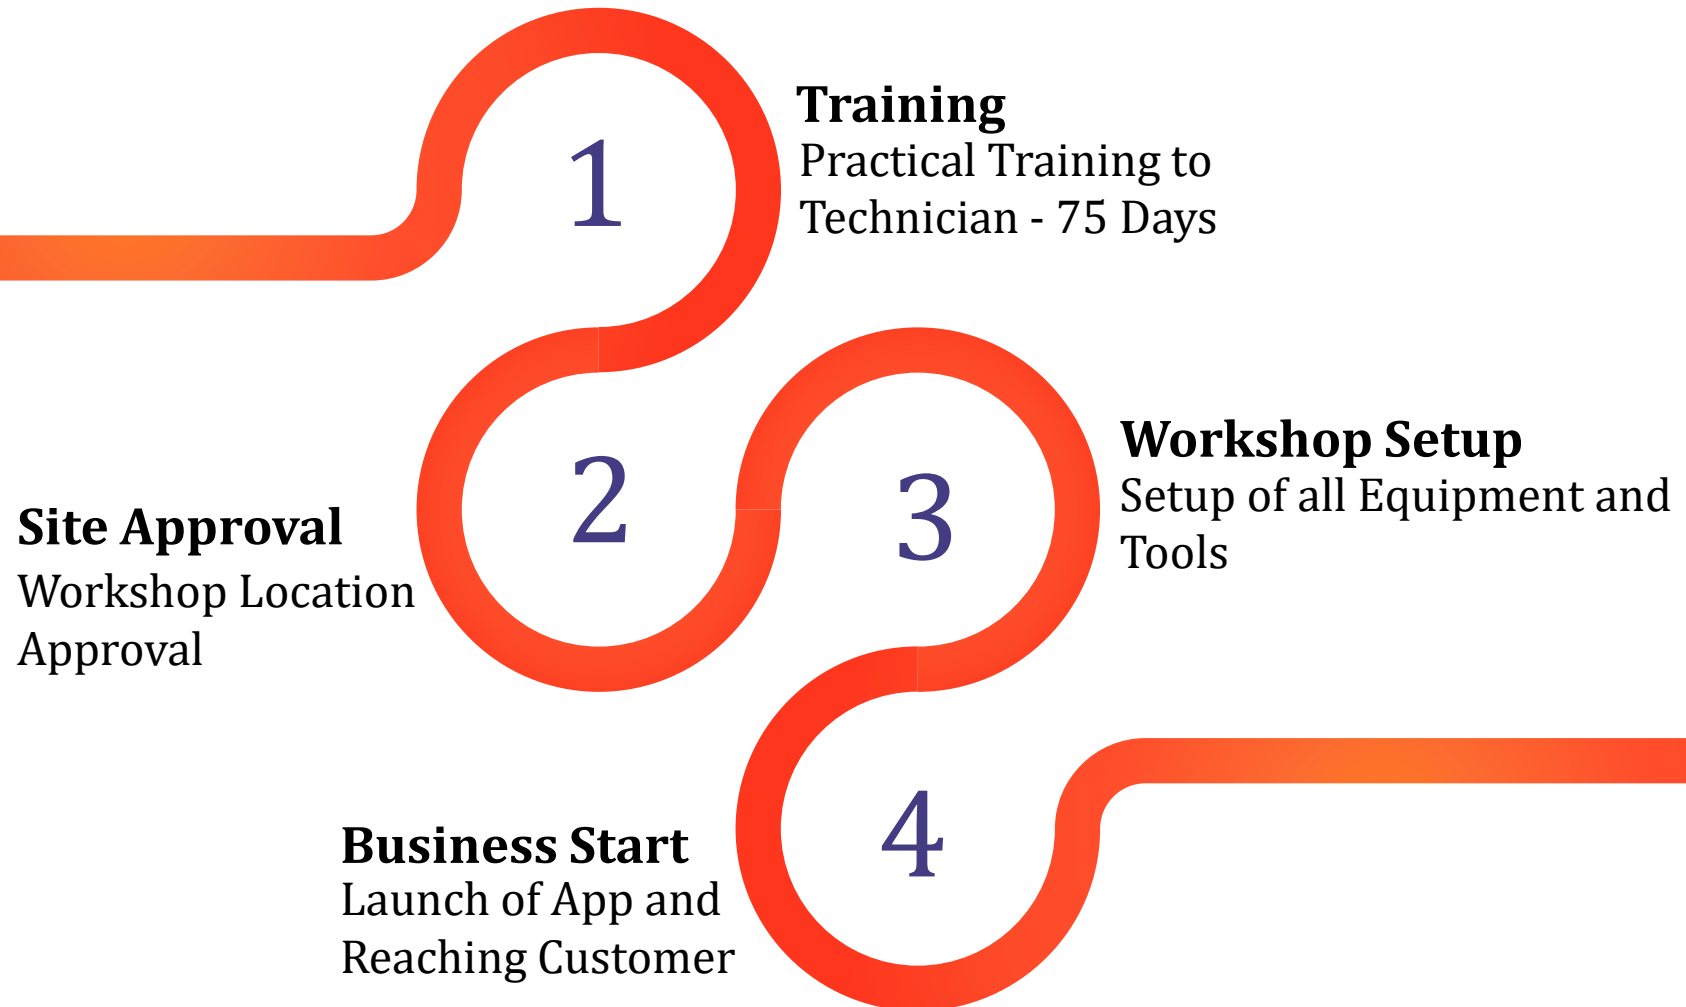 1
Training
Practical Training to
Technician - 75 Days
2
Site Approval
Workshop Location
Approval
3
Workshop Setup
Setup of all Equipment and
Tools
4
Business Start
Launch of App and
Reaching Customer